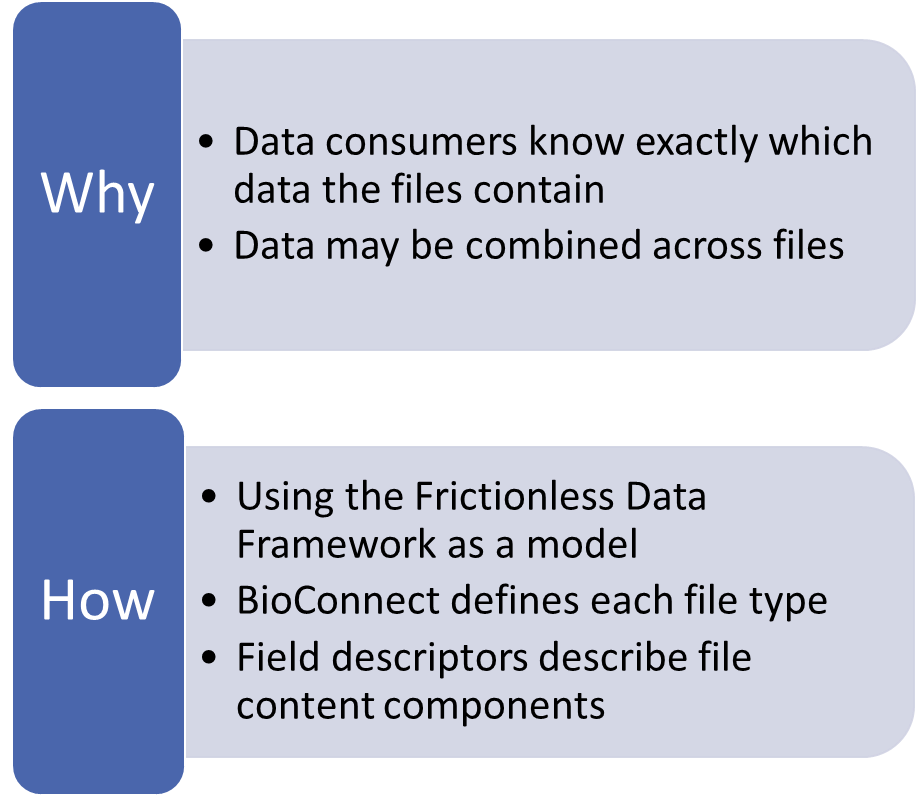 Why
• Data consumers know exactly which
data the files contain
• Data may be combined across files
How
• Using the Frictionless Data
Framework as a model
• BioConnect defines each file type
• Field descriptors describe file
content components